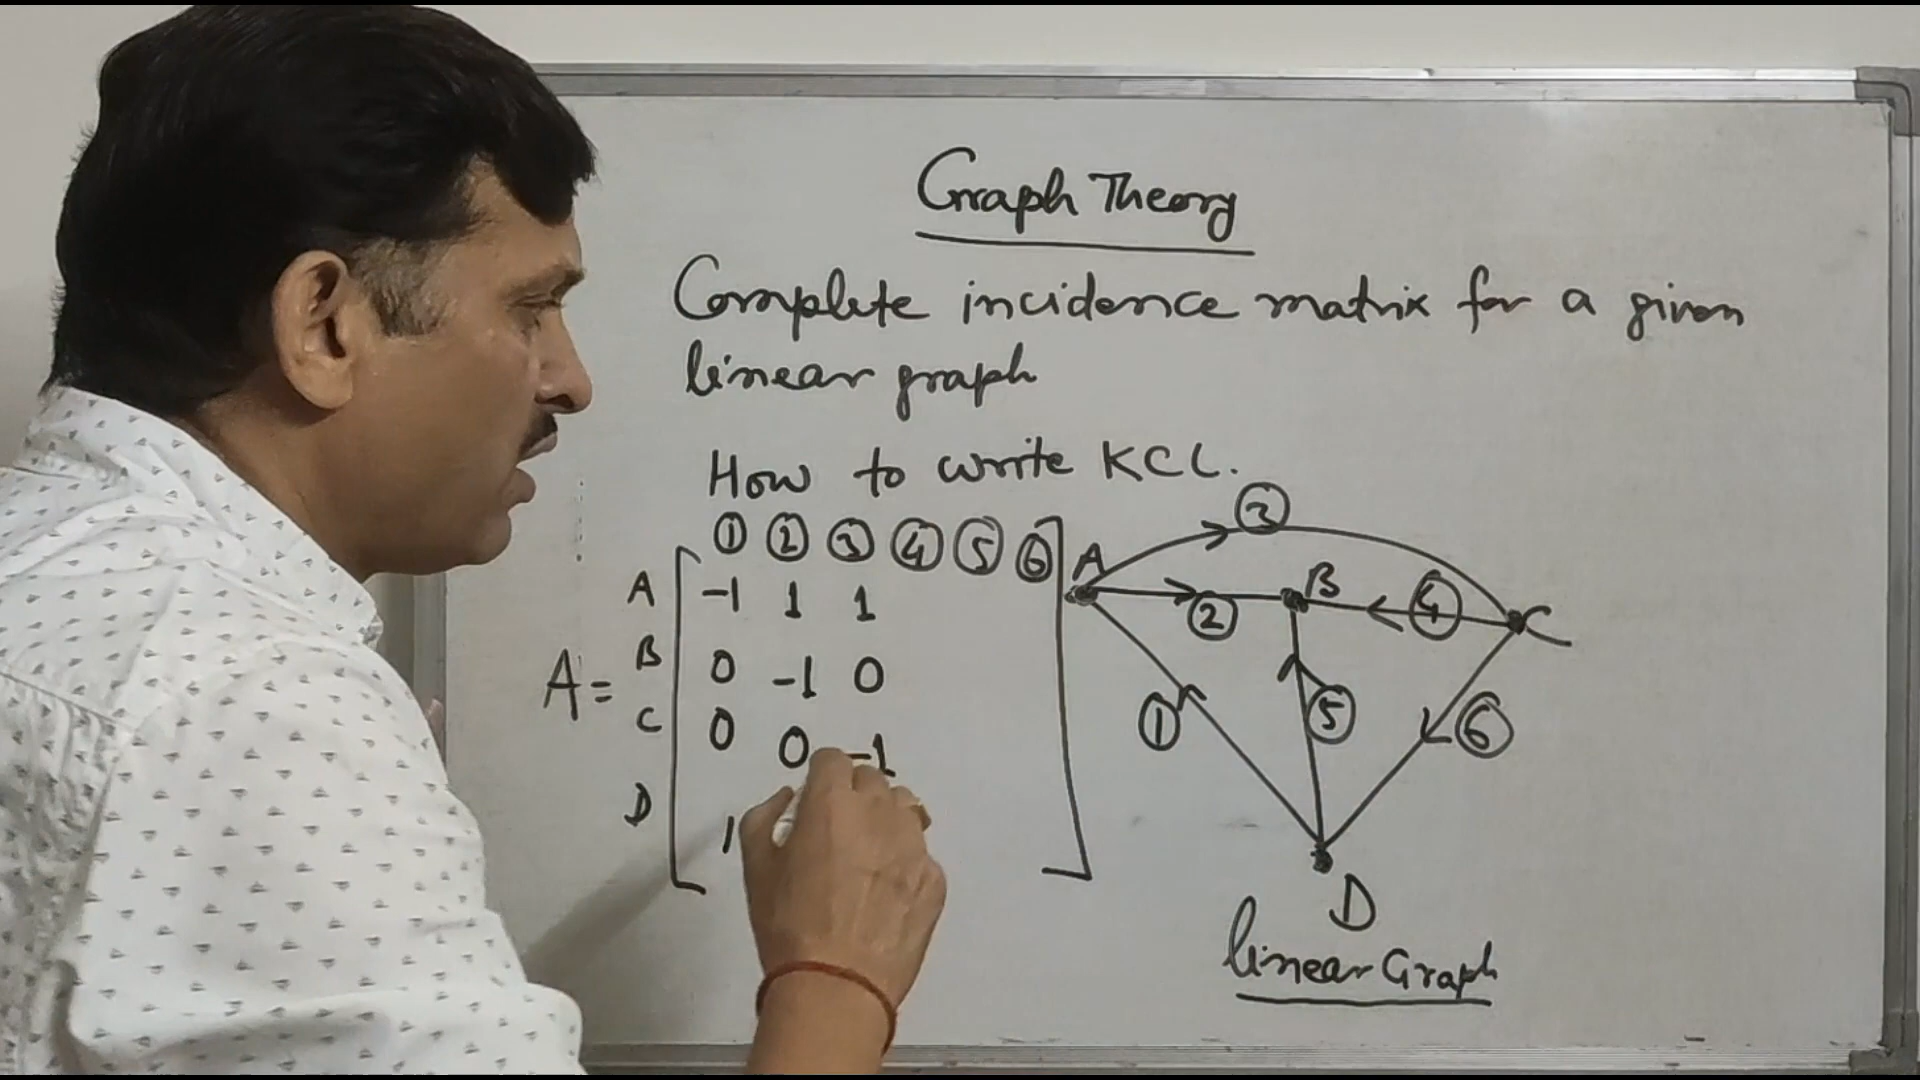 Graph Theory
Complete incidence matrix for a given
linear graph
How to write KCL.
① ② ③ ④ ⑤ ⑥
A -1 1 1
B 0 -1 0
A =
C 0 0 -1
D 1
③
A B C
② ④
① ⑤ ⑥
D
linear Graph